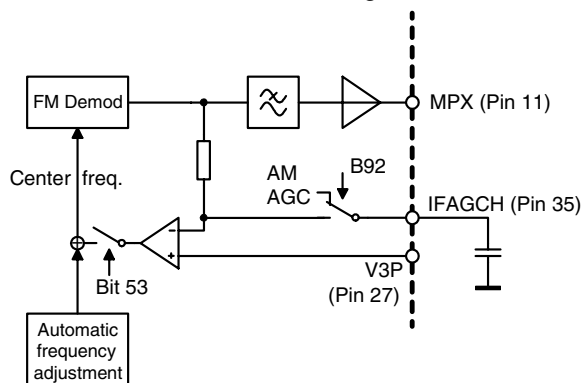 FM Demod
MPX (Pin 11)
B92
AM
AGC
Center freq.
IFAGCH (Pin 35)
-
+
V3P
(Pin 27)
Bit 53
Automatic
frequency
adjustment